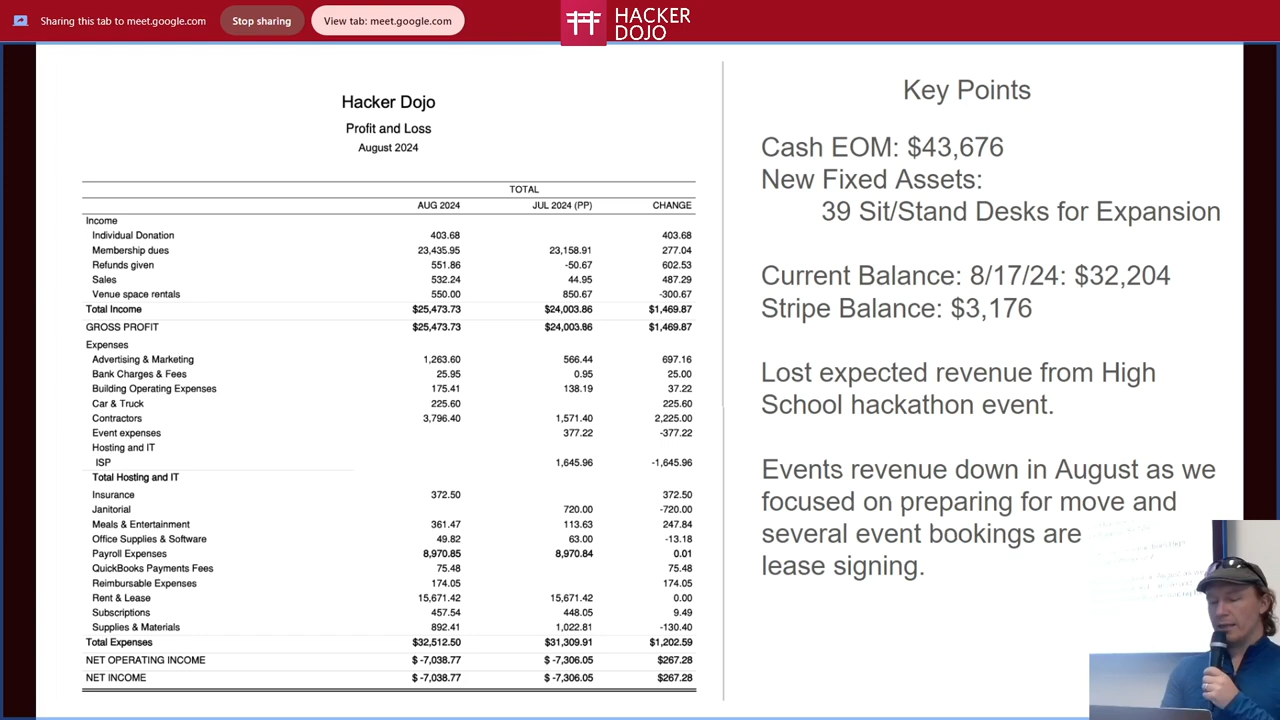 Sharing this tab to meet.google.com
Stop sharing
View tab: meet.google.com
HACKER
DOJO
Hacker Dojo
Profit and Loss
August 2024
TOTAL
AUG 2024 JUL 2024 (PP) CHANGE
Income
Individual Donation 403.68 403.68
Membership dues 23,435.95 23,158.91 277.04
Refunds given 551.86 -50.67 602.53
Sales 532.24 44.95 487.29
Venue space rentals 550.00 850.67 -300.67
Total Income $25,473.73 $24,003.86 $1,469.87
GROSS PROFIT $25,473.73 $24,003.86 $1,469.87
Expenses
Advertising & Marketing 1,263.60 566.44 697.16
Bank Charges & Fees 25.95 0.95 25.00
Building Operating Expenses 175.41 138.19 37.22
Car & Truck 225.60 225.60
Contractors 3,796.40 1,571.40 2,225.00
Event expenses 377.22 -377.22
Hosting and IT
ISP 1,645.96 -1,645.96
Total Hosting and IT
Insurance 372.50 372.50
Janitorial 720.00 -720.00
Meals & Entertainment 361.47 113.63 247.84
Office Supplies & Software 49.82 63.00 -13.18
Payroll Expenses 8,970.85 8,970.84 0.01
QuickBooks Payments Fees 75.48 75.48
Reimbursable Expenses 174.05 174.05
Rent & Lease 15,671.42 15,671.42 0.00
Subscriptions 457.54 448.05 9.49
Supplies & Materials 892.41 1,022.81 -130.40
Total Expenses $32,512.50 $31,309.91 $1,202.59
NET OPERATING INCOME $ -7,038.77 $ -7,306.05 $267.28
NET INCOME $ -7,038.77 $ -7,306.05 $267.28
Key Points
Cash EOM: $43,676
New Fixed Assets:
39 Sit/Stand Desks for Expansion
Current Balance: 8/17/24: $32,204
Stripe Balance: $3,176
Lost expected revenue from High
School hackathon event.
Events revenue down in August as we
focused on preparing for move and
several event bookings are
lease signing.